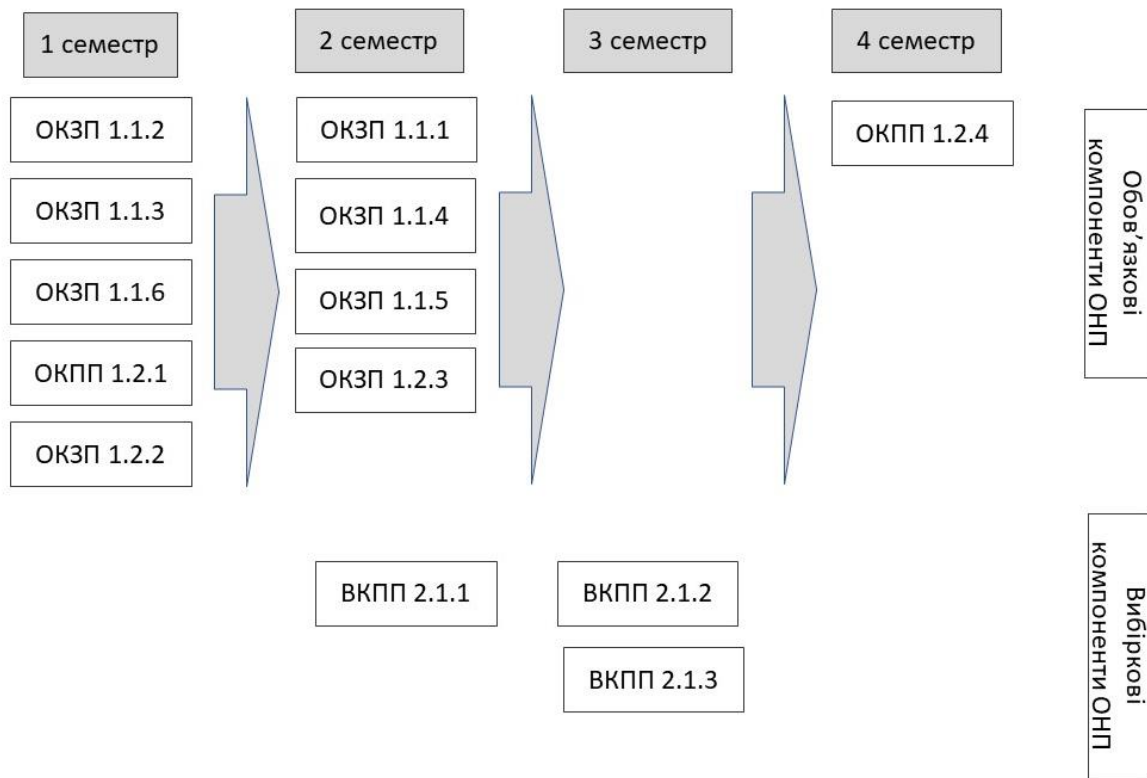 1 семестр
2 семестр
3 семестр
4 семестр
ОКЗП 1.1.2
ОКЗП 1.1.3
ОКЗП 1.1.6
ОКПП 1.2.1
ОКЗП 1.2.2
ОКЗП 1.1.1
ОКЗП 1.1.4
ОКЗП 1.1.5
ОКЗП 1.2.3
ОКПП 1.2.4
Обов’язкові
компоненти ОНП
ВКПП 2.1.1
ВКПП 2.1.2
ВКПП 2.1.3
Вибіркові
компоненти ОНП